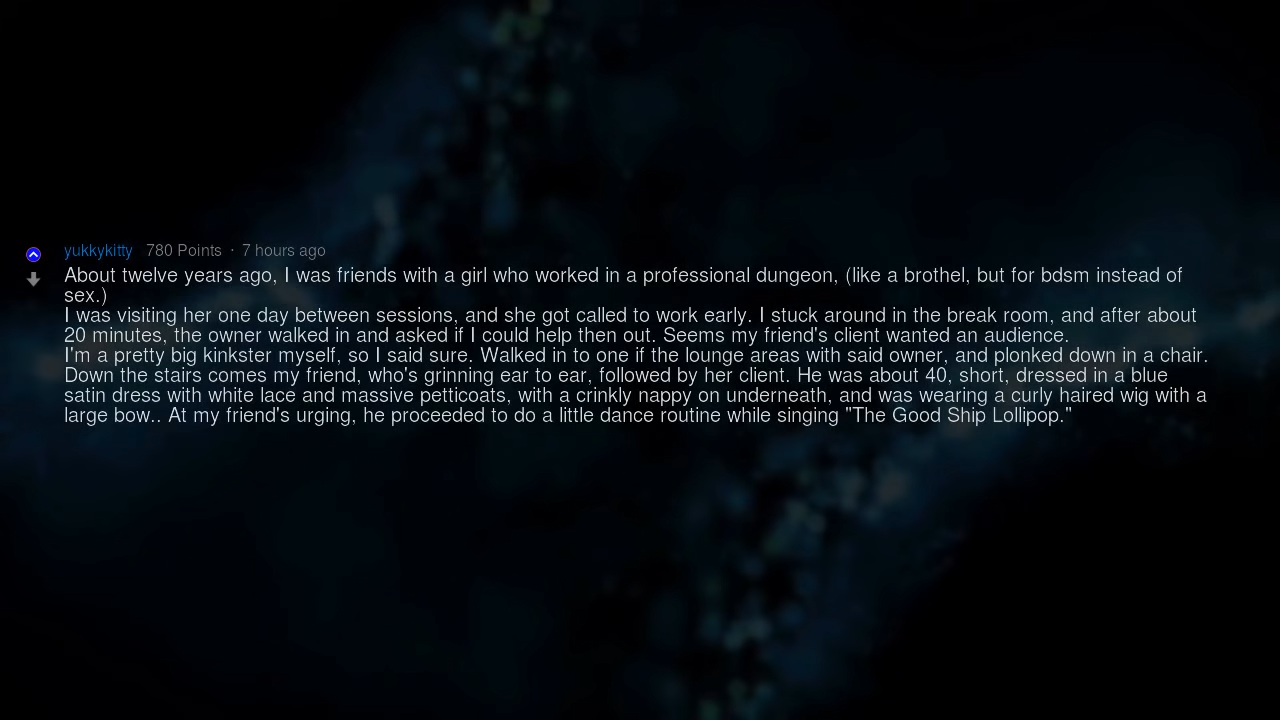 yukkykitty 780 Points · 7 hours ago
About twelve years ago, I was friends with a girl who worked in a professional dungeon, (like a brothel, but for bdsm instead of
sex.)
I was visiting her one day between sessions, and she got called to work early. I stuck around in the break room, and after about
20 minutes, the owner walked in and asked if I could help then out. Seems my friend's client wanted an audience.
I'm a pretty big kinkster myself, so I said sure. Walked in to one if the lounge areas with said owner, and plonked down in a chair.
Down the stairs comes my friend, who's grinning ear to ear, followed by her client. He was about 40, short, dressed in a blue
satin dress with white lace and massive petticoats, with a crinkly nappy on underneath, and was wearing a curly haired wig with a
large bow.. At my friend's urging, he proceeded to do a little dance routine while singing "The Good Ship Lollipop."